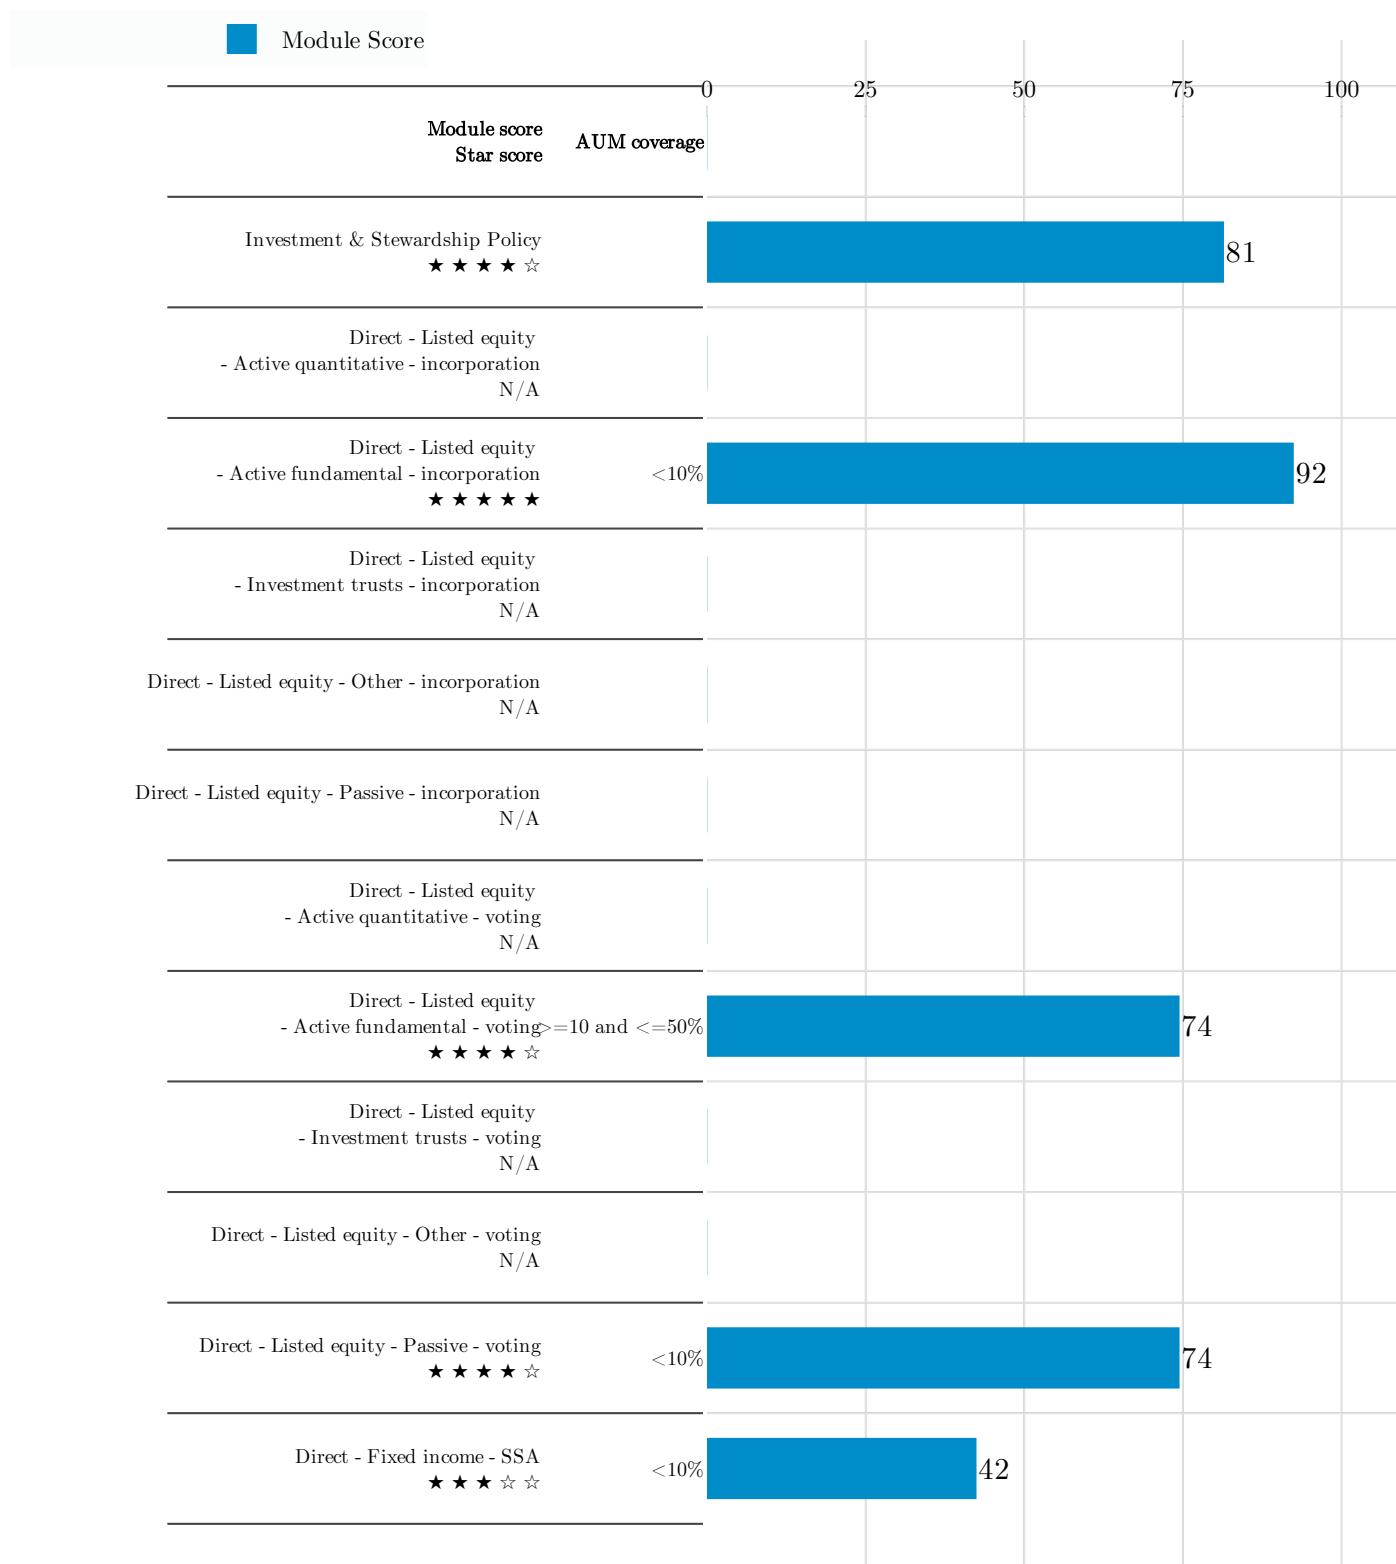 Module Score
0 25 50 75 100
Module score
Star score
AUM coverage
Investment & Stewardship Policy
★ ★ ★ ★ ☆
81
Direct - Listed equity
- Active quantitative - incorporation
N/A
Direct - Listed equity
- Active fundamental - incorporation
★ ★ ★ ★ ★
<10%
92
Direct - Listed equity
- Investment trusts - incorporation
N/A
Direct - Listed equity - Other - incorporation
N/A
Direct - Listed equity - Passive - incorporation
N/A
Direct - Listed equity
- Active quantitative - voting
N/A
Direct - Listed equity
- Active fundamental - voting
★ ★ ★ ★ ☆
>=10 and <=50%
74
Direct - Listed equity
- Investment trusts - voting
N/A
Direct - Listed equity - Other - voting
N/A
Direct - Listed equity - Passive - voting
★ ★ ★ ★ ☆
<10%
74
Direct - Fixed income - SSA
★ ★ ★ ☆ ☆
<10%
42